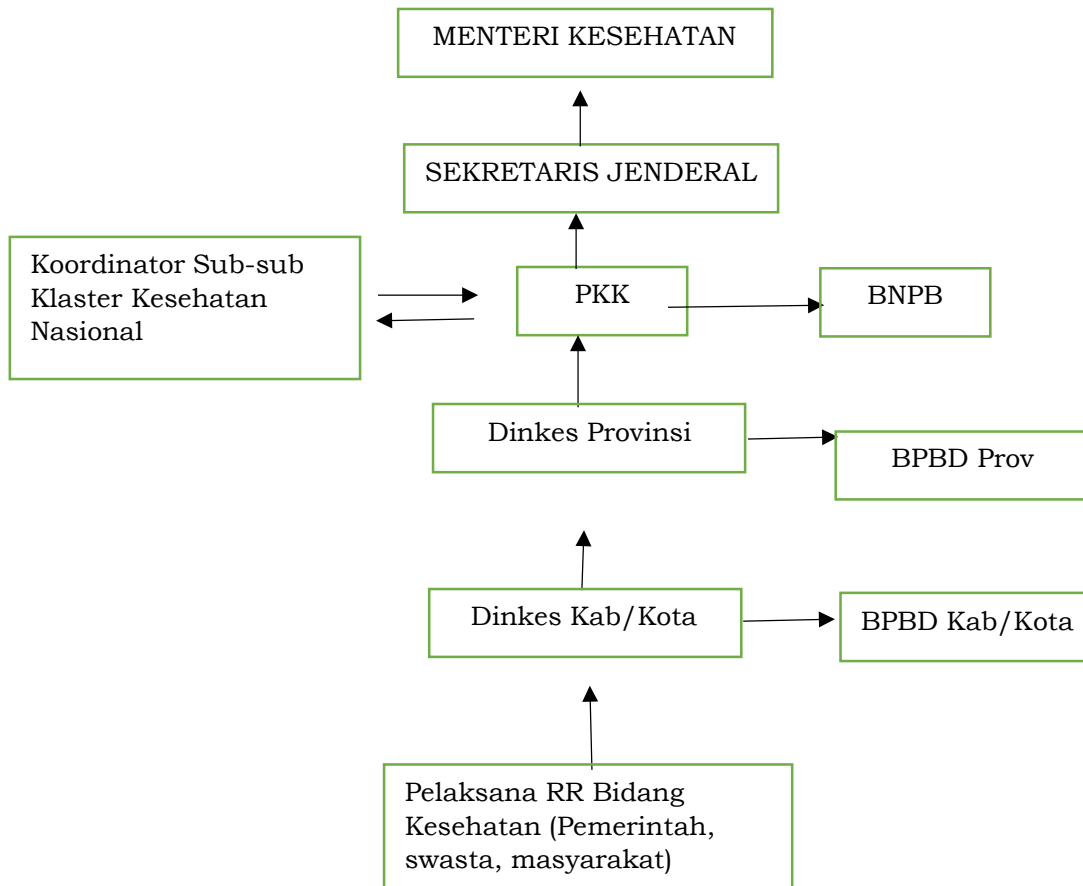 MENTERI KESEHATAN
SEKRETARIS JENDERAL
Koordinator Sub-sub
Klaster Kesehatan
Nasional
PKK
BNPB
Dinkes Provinsi
BPBD Prov
Dinkes Kab/Kota
BPBD Kab/Kota
Pelaksana RR Bidang
Kesehatan (Pemerintah,
swasta, masyarakat)